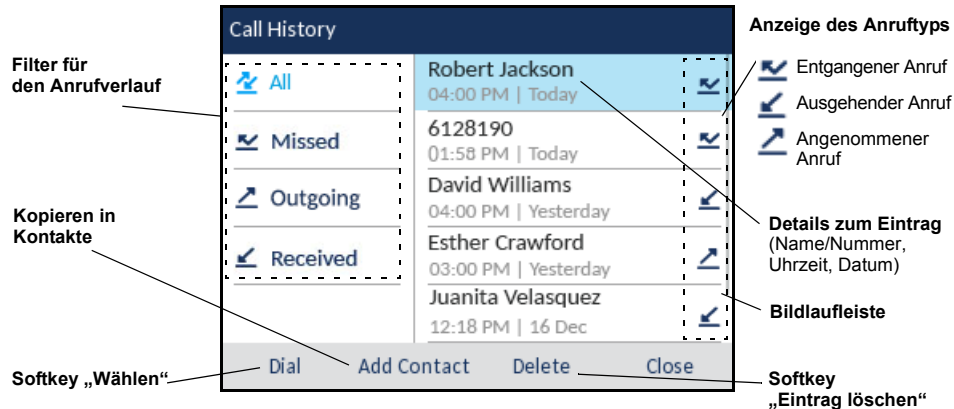 Call History
Anzeige des Anruftyps
Filter für
den Anrufverlauf
All
Missed
Outgoing
Received
Robert Jackson
04:00 PM | Today
6128190
01:58 PM | Today
David Williams
04:00 PM | Yesterday
Esther Crawford
03:00 PM | Yesterday
Juanita Velasquez
12:18 PM | 16 Dec
Entgangener Anruf
Ausgehender Anruf
Angenommener
Anruf
Kopieren in
Kontakte
Details zum Eintrag
(Name/Nummer,
Uhrzeit, Datum)
Bildlaufleiste
Dial
Add Contact
Delete
Close
Softkey „Wählen“
Softkey
„Eintrag löschen“